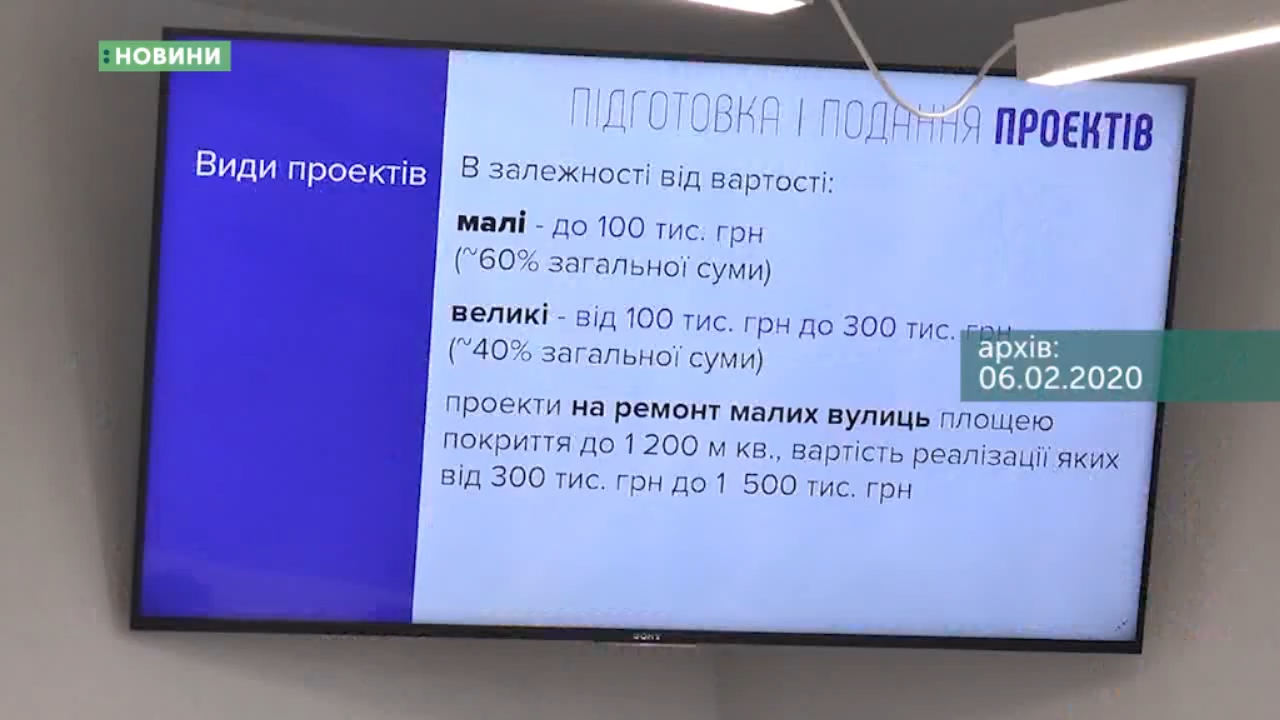 :НОВИНИ
ПІДГОТОВКА І ПОДАННЯ ПРОЄКТІВ
Види проектів
В залежності від вартості:
малі - до 100 тис. грн
(~60% загальної суми)
великі - від 100 тис. грн до 300 тис. грн
(~40% загальної суми)
архів:
06.02.2020
проекти на ремонт малих вулиць площею
покриття до 1 200 м кв., вартість реалізації яких
від 300 тис. грн до 1 500 тис. грн
SONY